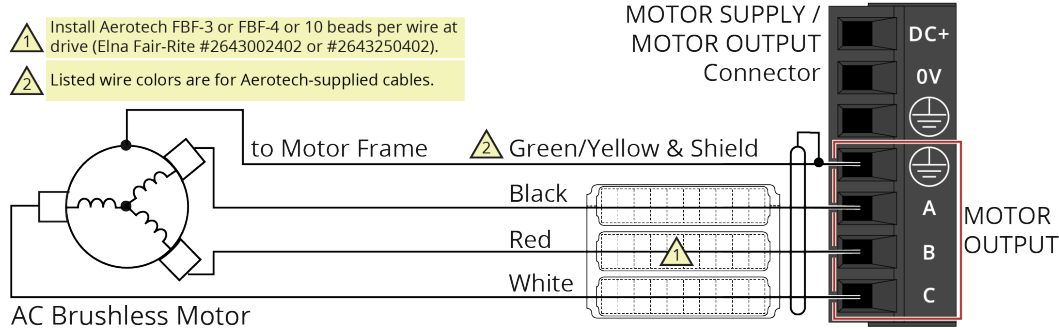 1 Install Aerotech FBF-3 or FBF-4 or 10 beads per wire at
drive (Elna Fair-Rite #2643002402 or #2643250402).
2 Listed wire colors are for Aerotech-supplied cables.
MOTOR SUPPLY /
MOTOR OUTPUT
Connector
DC+
0V
to Motor Frame
2 Green/Yellow & Shield
Black
A
Red
1
B
White
C
MOTOR
OUTPUT
AC Brushless Motor